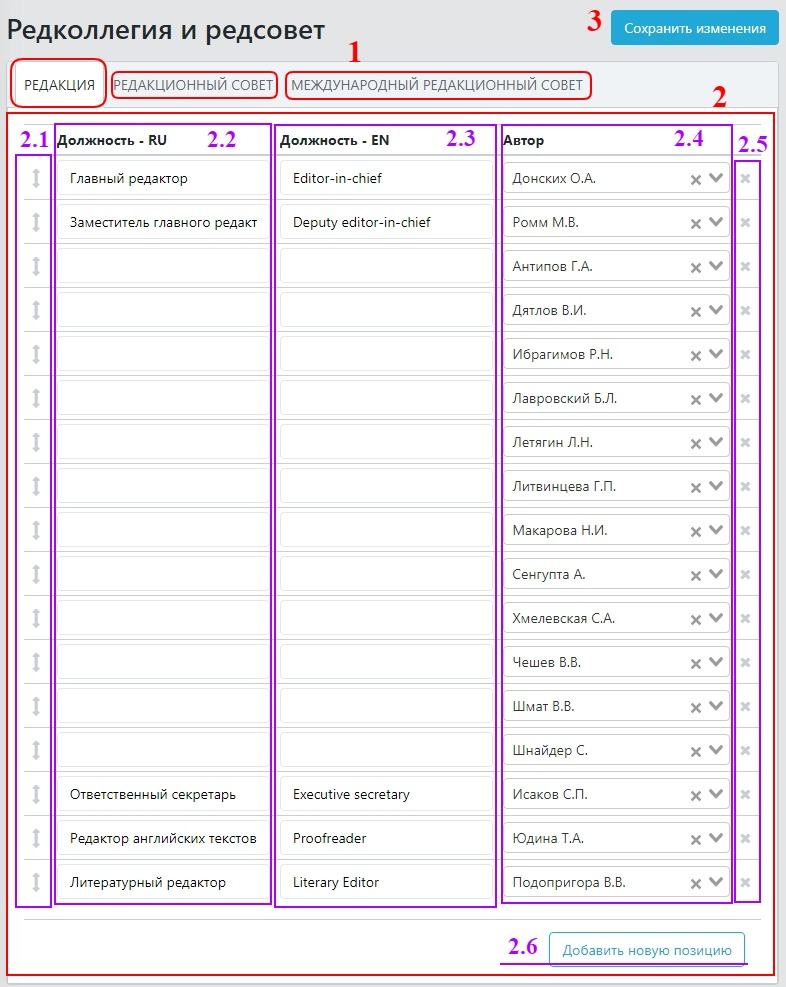 Редколлегия и редсовет
3 Сохранить изменения
1
РЕДАКЦИЯ РЕДАКЦИОННЫЙ СОВЕТ МЕЖДУНАРОДНЫЙ РЕДАКЦИОННЫЙ СОВЕТ
2
2.1 Должность - RU 2.2 Должность - EN 2.3 Автор 2.4 2.5
Главный редактор Editor-in-chief Донских О.А.
Заместитель главного редакт Deputy editor-in-chief Ромм М.В.
Антипов Г.А.
Дятлов В.И.
Ибрагимов Р.Н.
Лавровский Б.Л.
Летягин Л.Н.
Литвинцева Г.П.
Макарова Н.И.
Сенгупта А.
Хмелевская С.А.
Чешев В.В.
Шмат В.В.
Шнайдер С.
Ответственный секретарь Executive secretary Исаков С.П.
Редактор английских текстов Proofreader Юдина Т.А.
Литературный редактор Literary Editor Подопригора В.В.
2.6 Добавить новую позицию